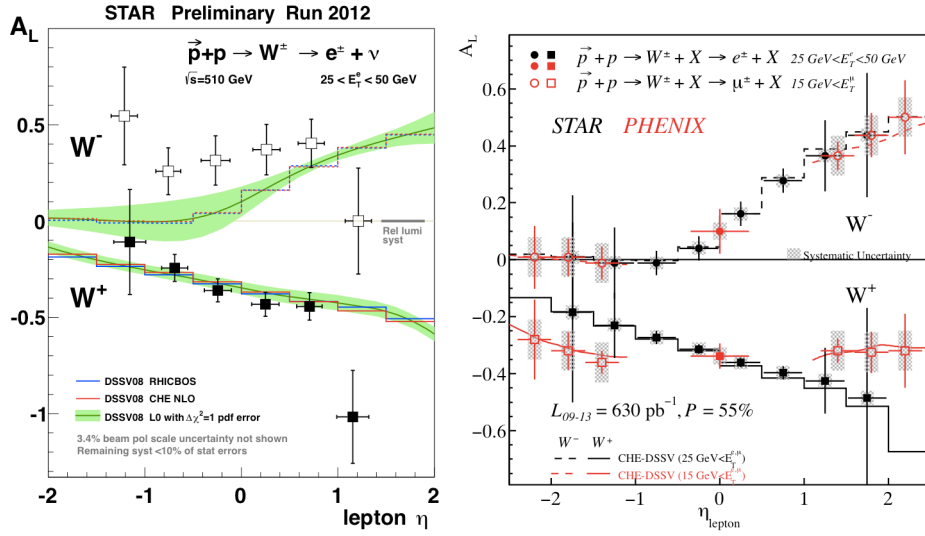 STAR Preliminary Run 2012
A_L
p+p → W± → e± + ν
√s=510 GeV 25 < E_T^e < 50 GeV
0.5
W-
0
Rel lumi
syst
W+
-0.5
DSSV08 RHICBOS
DSSV08 CHE NLO
-1
DSSV08 L0 with Δχ²=1 pdf error
3.4% beam pol scale uncertainty not shown
Remaining syst <10% of stat errors
-2 -1 0 1 2
lepton η
A_L
p + p → W± + X → e± + X 25 GeV<E_T^e<50 GeV
p + p → W± + X → μ± + X 15 GeV<E_T^μ
0.6
STAR PHENIX
0.4
0.2
W-
0
Systematic Uncertainty
W+
-0.2
-0.4
L09-13 = 630 pb-1, P = 55%
-0.6
W- W+
CHE-DSSV (25 GeV<E_T^e,μ)
CHE-DSSV (15 GeV<E_T^e,μ)
-2 -1 0 1 2
η_lepton